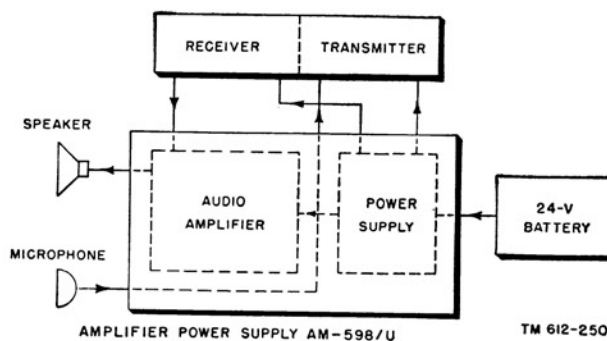 RECEIVER TRANSMITTER
SPEAKER
AUDIO
AMPLIFIER
POWER
SUPPLY
24-V
BATTERY
MICROPHONE
AMPLIFIER POWER SUPPLY AM-598/U
TM 612-250